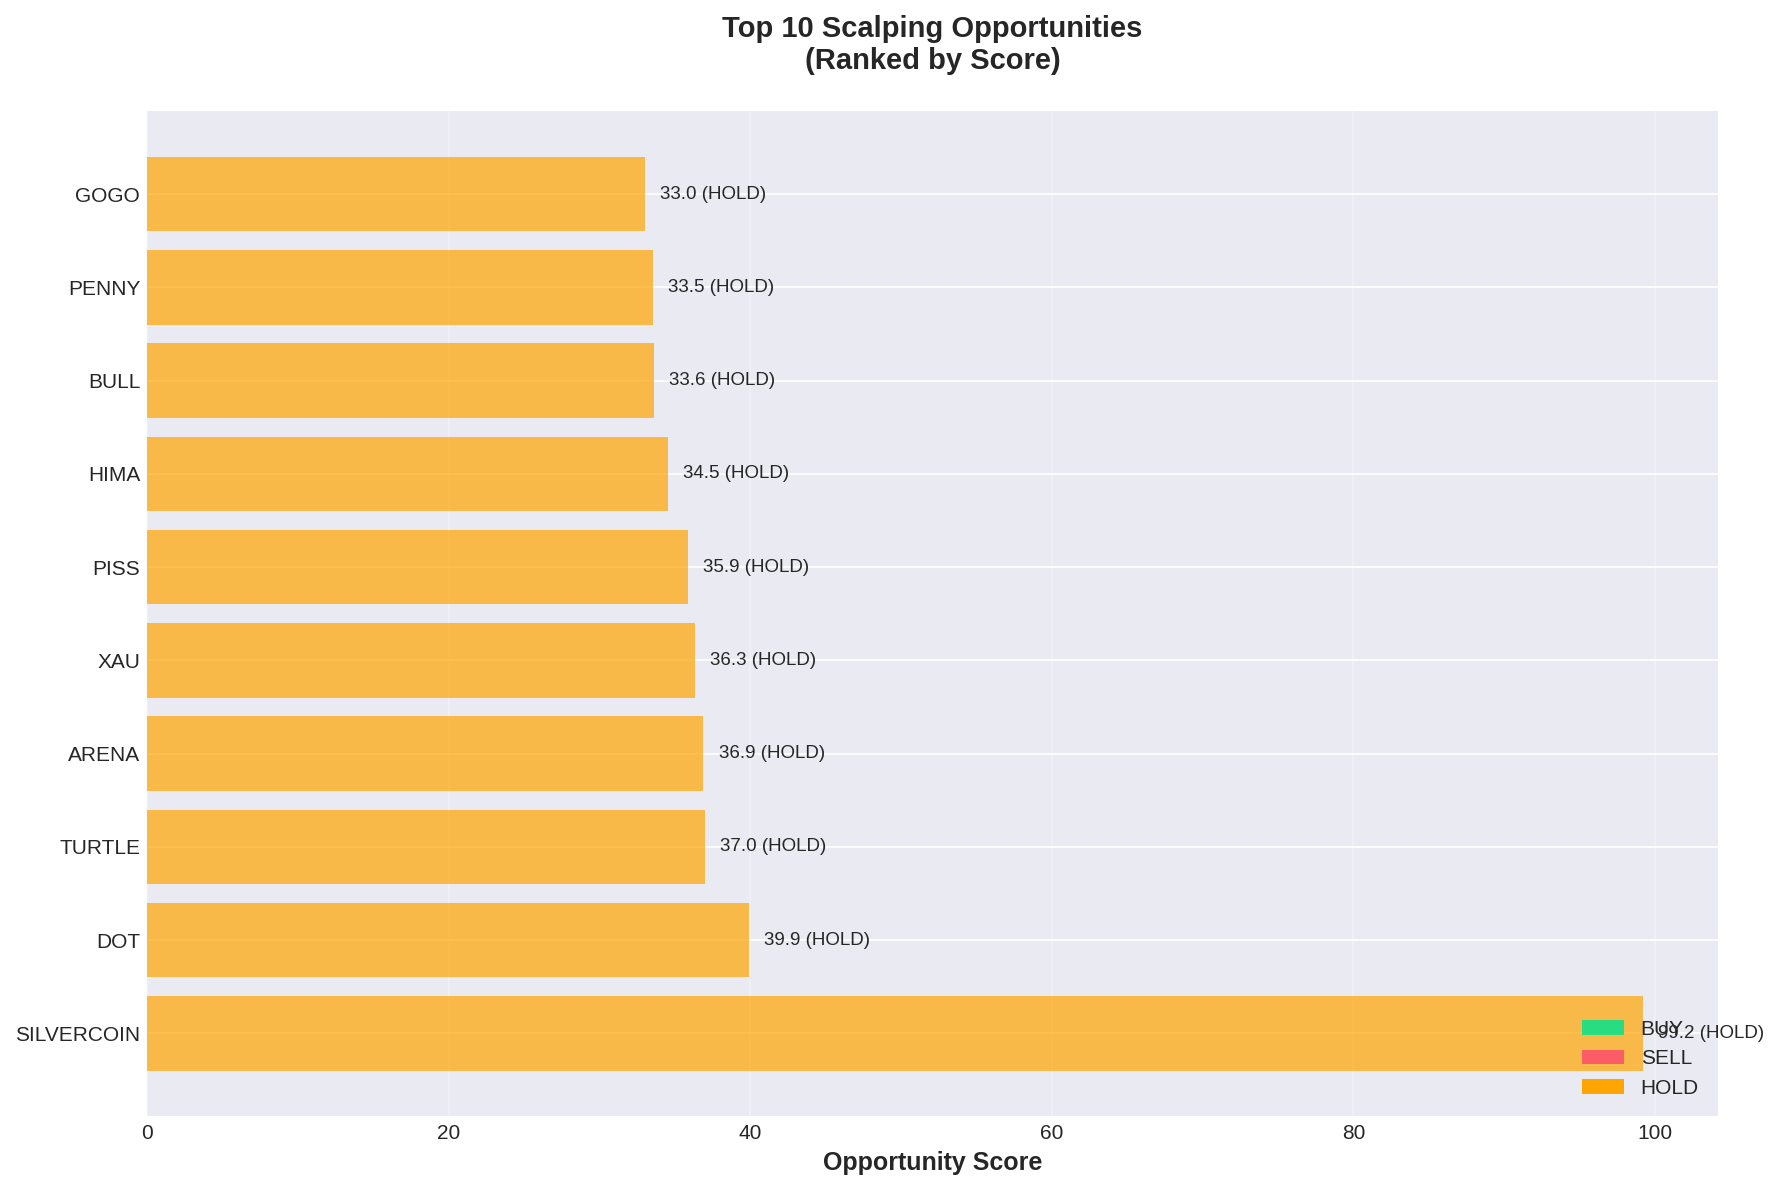 Top 10 Scalping Opportunities
(Ranked by Score)
GOGO
33.0 (HOLD)
PENNY
33.5 (HOLD)
BULL
33.6 (HOLD)
HIMA
34.5 (HOLD)
PISS
35.9 (HOLD)
XAU
36.3 (HOLD)
ARENA
36.9 (HOLD)
TURTLE
37.0 (HOLD)
DOT
39.9 (HOLD)
SILVERCOIN
99.2 (HOLD)
BUY
SELL
HOLD
0 20 40 60 80 100
Opportunity Score